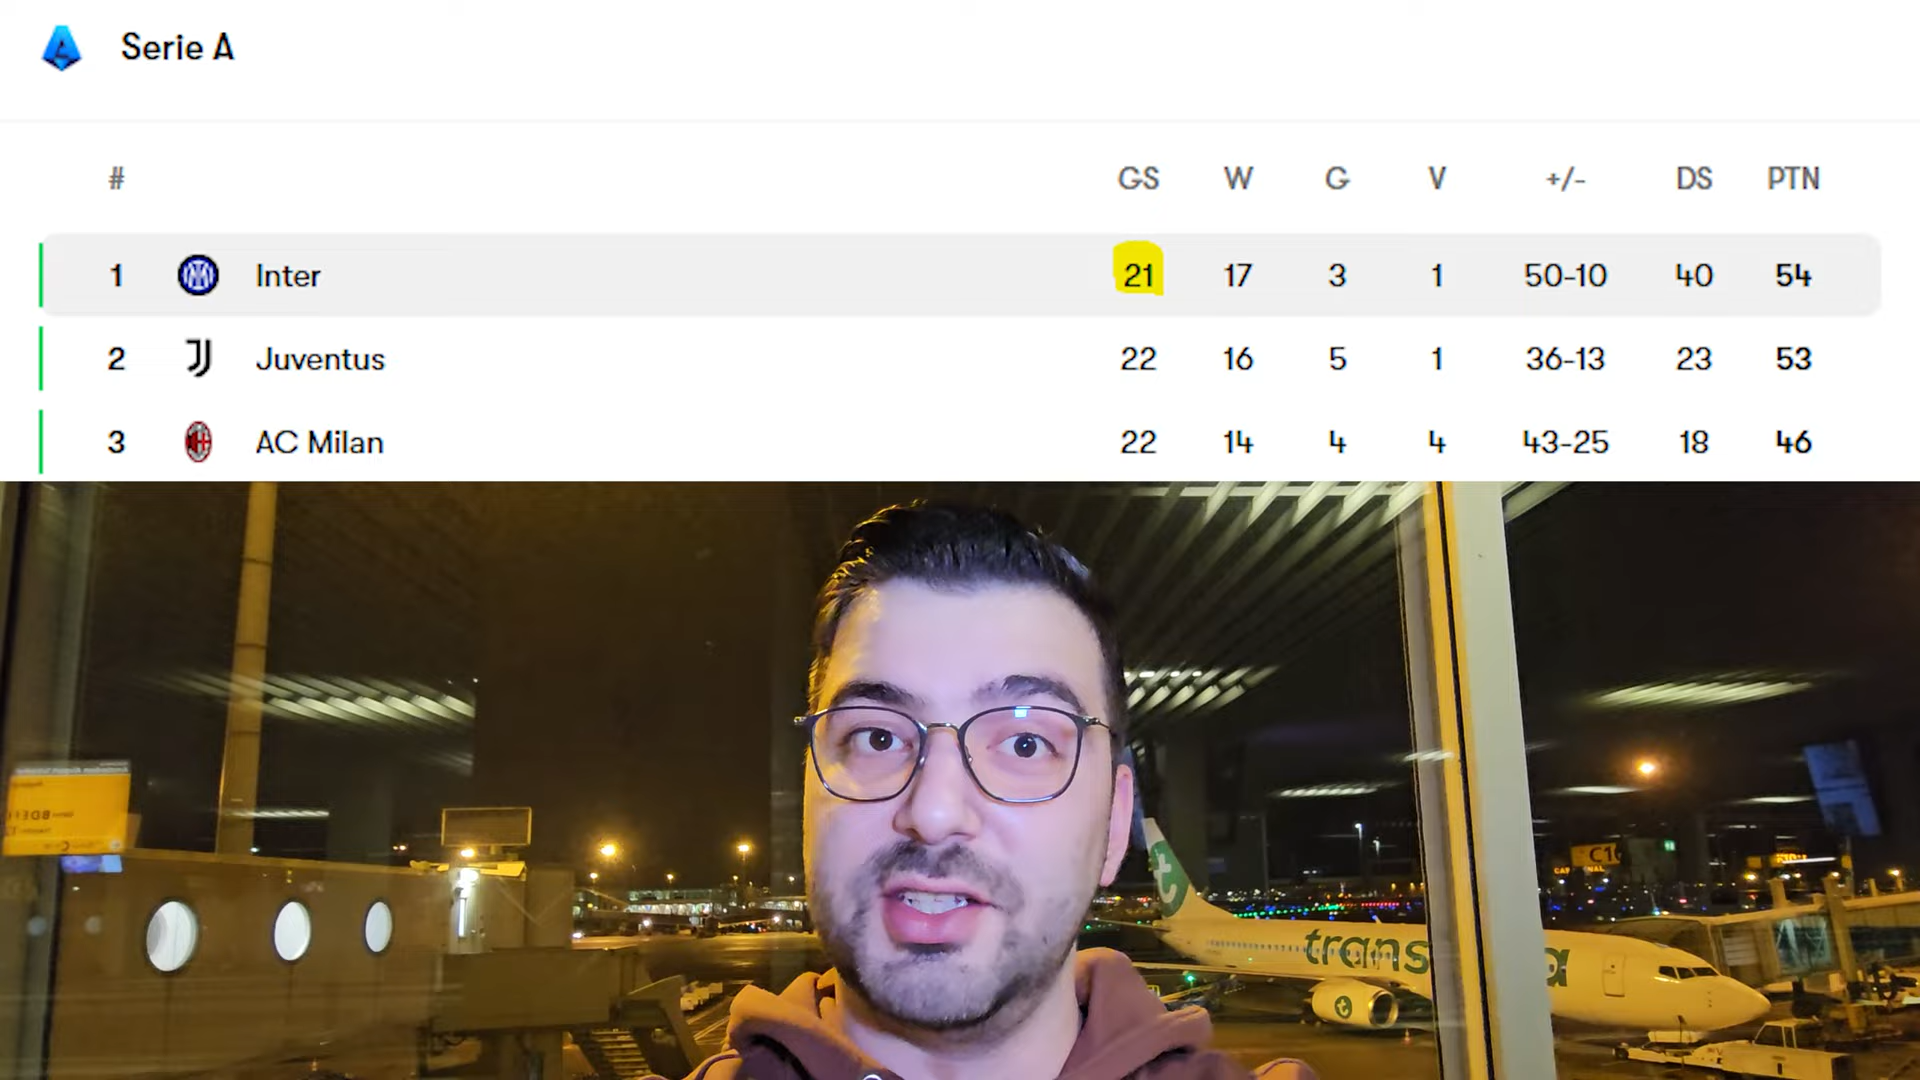 Serie A
# GS W G V +/- DS PTN
1 Inter 21 17 3 1 50-10 40 54
2 Juventus 22 16 5 1 36-13 23 53
3 AC Milan 22 14 4 4 43-25 18 46
trans a